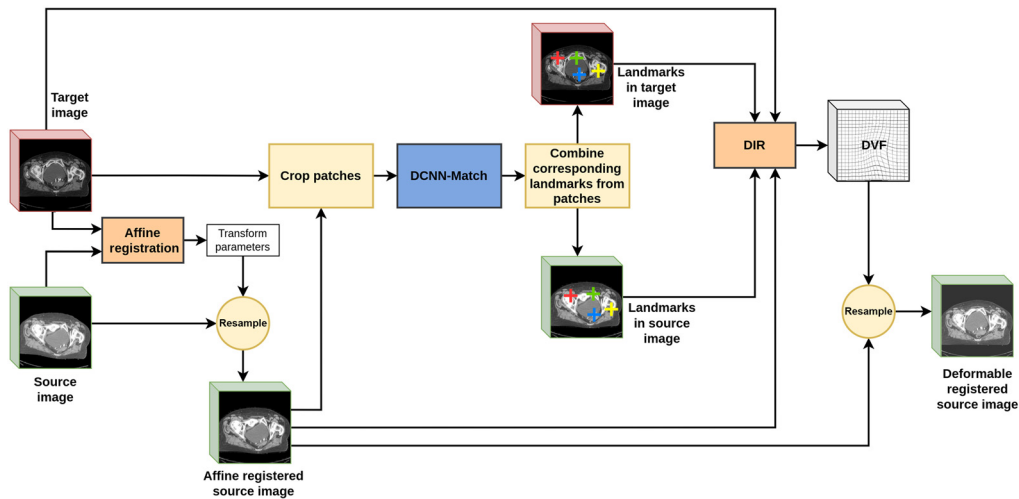 Target
image
Landmarks
in target
image
DIR
DVF
Crop patches
DCNN-Match
Combine
corresponding
landmarks from
patches
Affine
registration
Transform
parameters
Resample
Source
image
Landmarks
in source
image
Resample
Deformable
registered
source image
Affine registered
source image